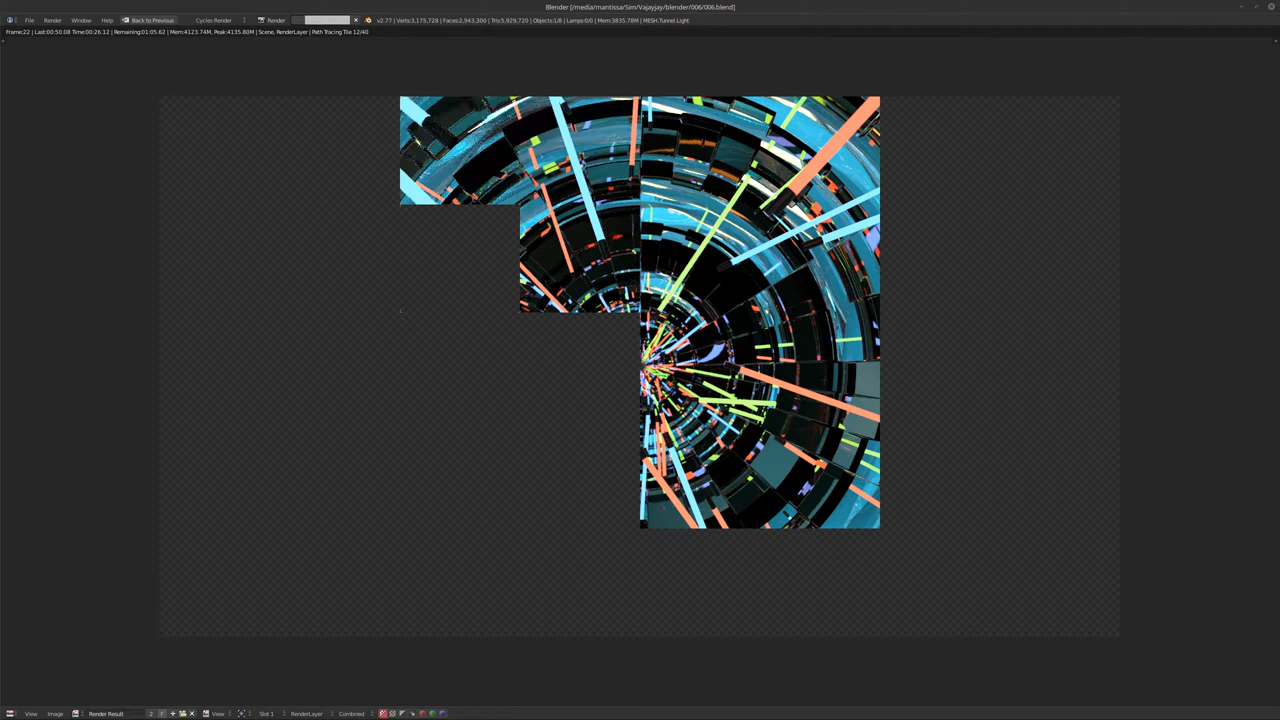 Blender [/media/mantissa/Sim/Vajayjay/blender/006/006.blend]
File Render Window Help Back to Previous Cycles Render Render v2.77 | Verts:3,175,728 | Faces:2,943,300 | Tris:5,929,720 | Objects:1/8 | Lamps:0/0 | Mem:3835.78M | MESH.Tunnel.Light
Frame:22 | Last:00:50.08 Time:00:26.12 | Remaining:01:05.62 | Mem:4123.74M, Peak:4135.80M | Scene, RenderLayer | Path Tracing Tile 12/40
View Image Render Result 2 F View Slot 1 RenderLayer Combined